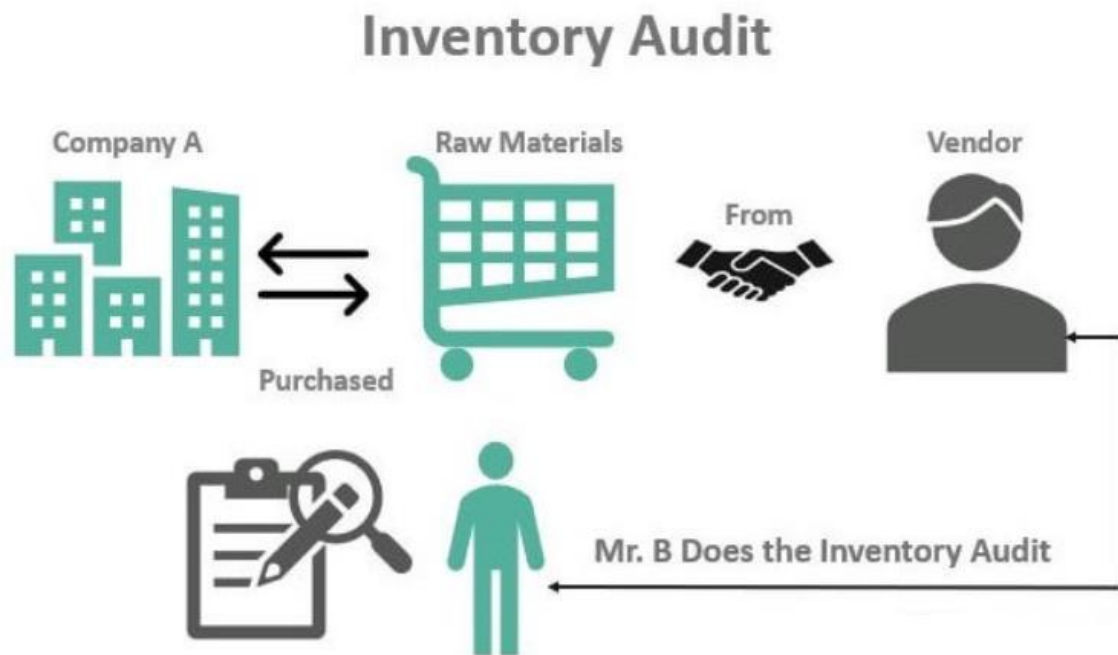 Inventory Audit
Company A
Raw Materials
Vendor
From
Purchased
Mr. B Does the Inventory Audit